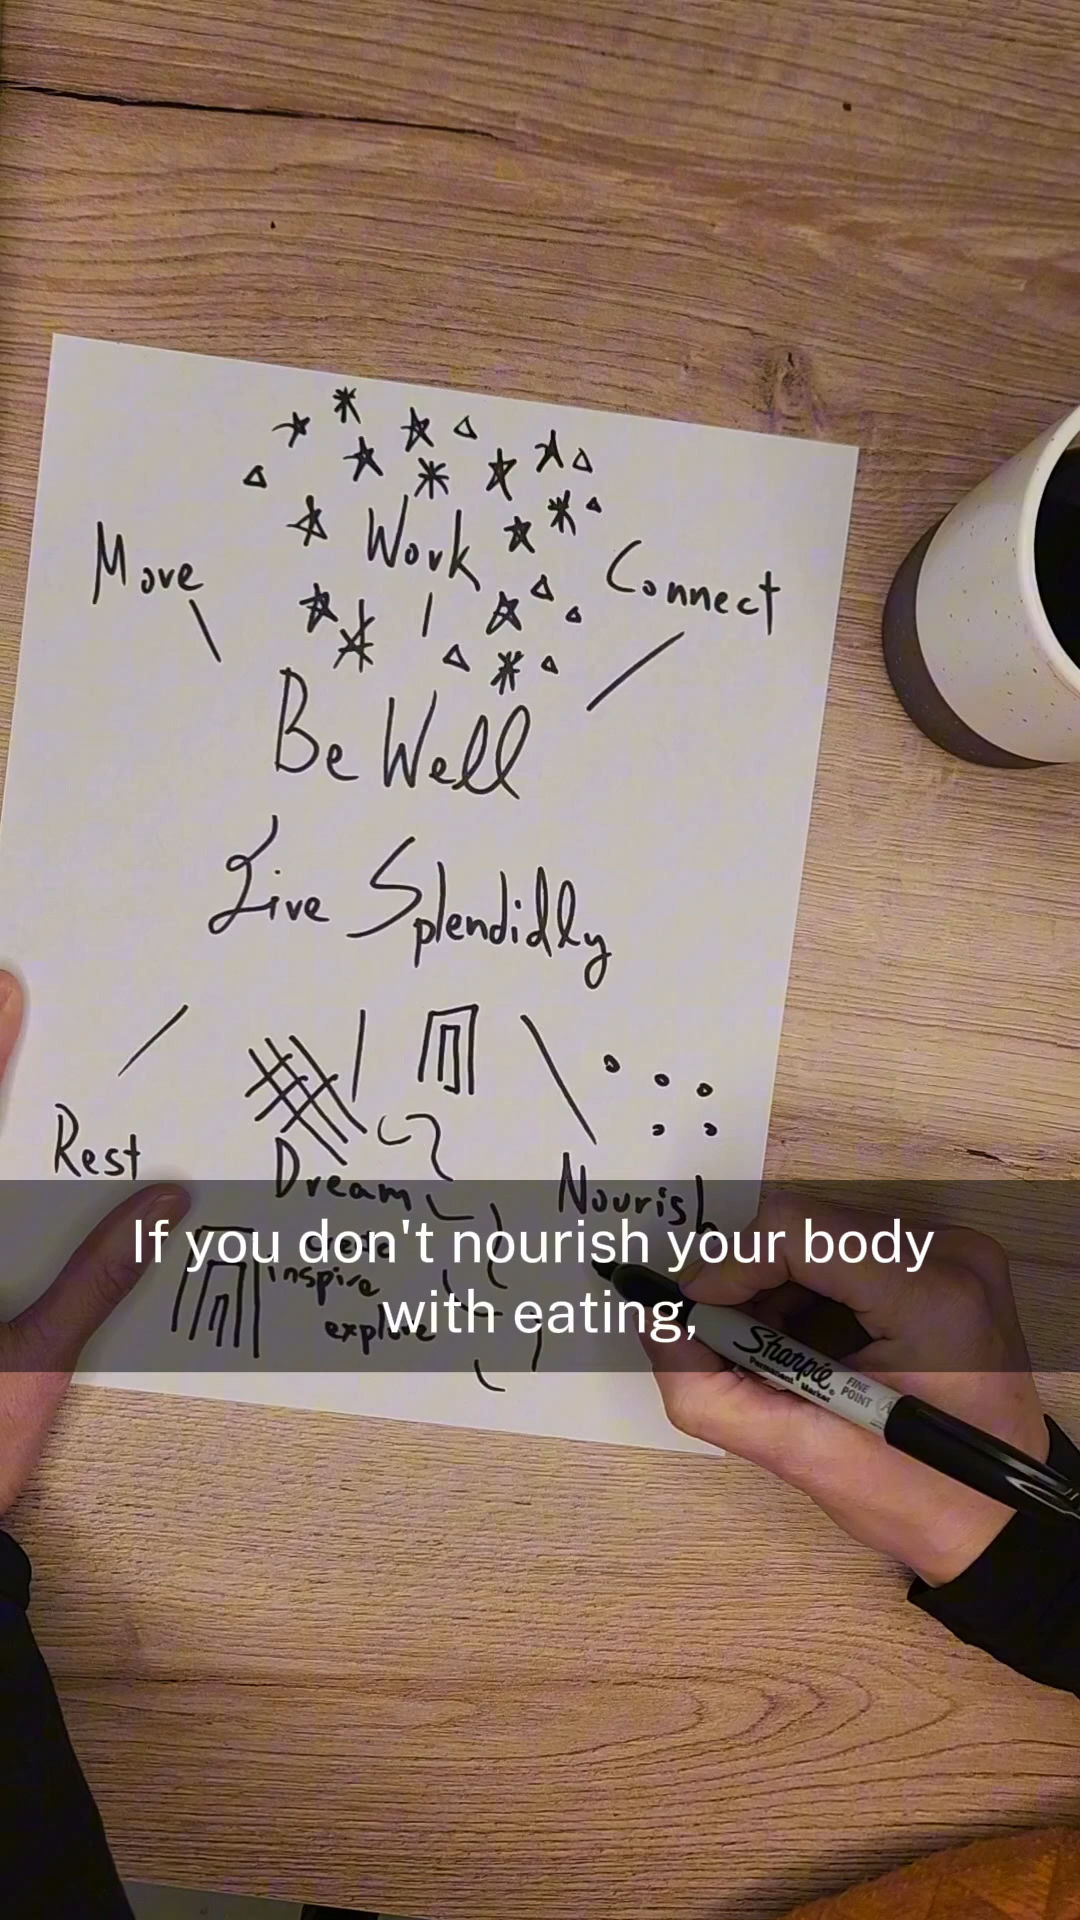 Work
Move
Connect
Be Well
Live Splendidly
Rest
Dream
Nourish
inspire
explore
If you don't nourish your body
with eating,
Sharpie
Permanent Marker
FINE
POINT